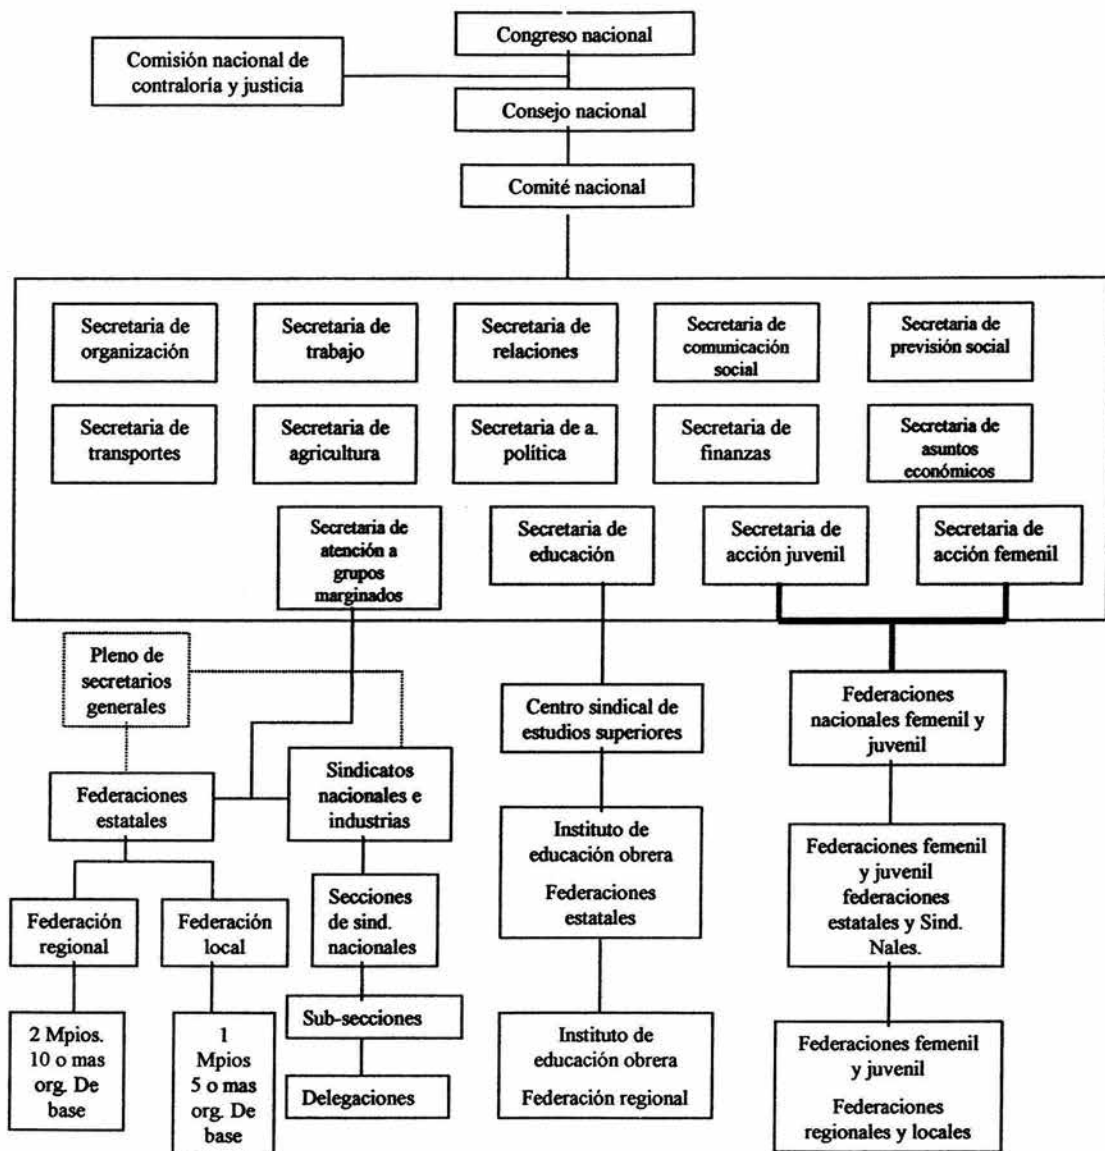 Congreso nacional
Comisión nacional de
contraloría y justicia
Consejo nacional
Comité nacional
Secretaria de
organización
Secretaria de
trabajo
Secretaria de
relaciones
Secretaria de
comunicación
social
Secretaria de
previsión social
Secretaria de
transportes
Secretaria de
agricultura
Secretaria de a.
política
Secretaria de
finanzas
Secretaria de
asuntos
económicos
Secretaria de
atención a
grupos
marginados
Secretaria de
educación
Secretaria de
acción juvenil
Secretaria de
acción femenil
Pleno de
secretarios
generales
Centro sindical de
estudios superiores
Federaciones
nacionales femenil y
juvenil
Federaciones
estatales
Sindicatos
nacionales e
industrias
Instituto de
educación obrera
Federaciones
estatales
Federaciones femenil
y juvenil
federaciones
estatales y Sind.
Nales.
Federación
regional
Federación
local
Secciones
de sind.
nacionales
2 Mpios.
10 o mas
org. De
base
1
Mpios
5 o mas
org. De
base
Sub-secciones
Delegaciones
Instituto de
educación obrera
Federación regional
Federaciones femenil
y juvenil
Federaciones
regionales y locales